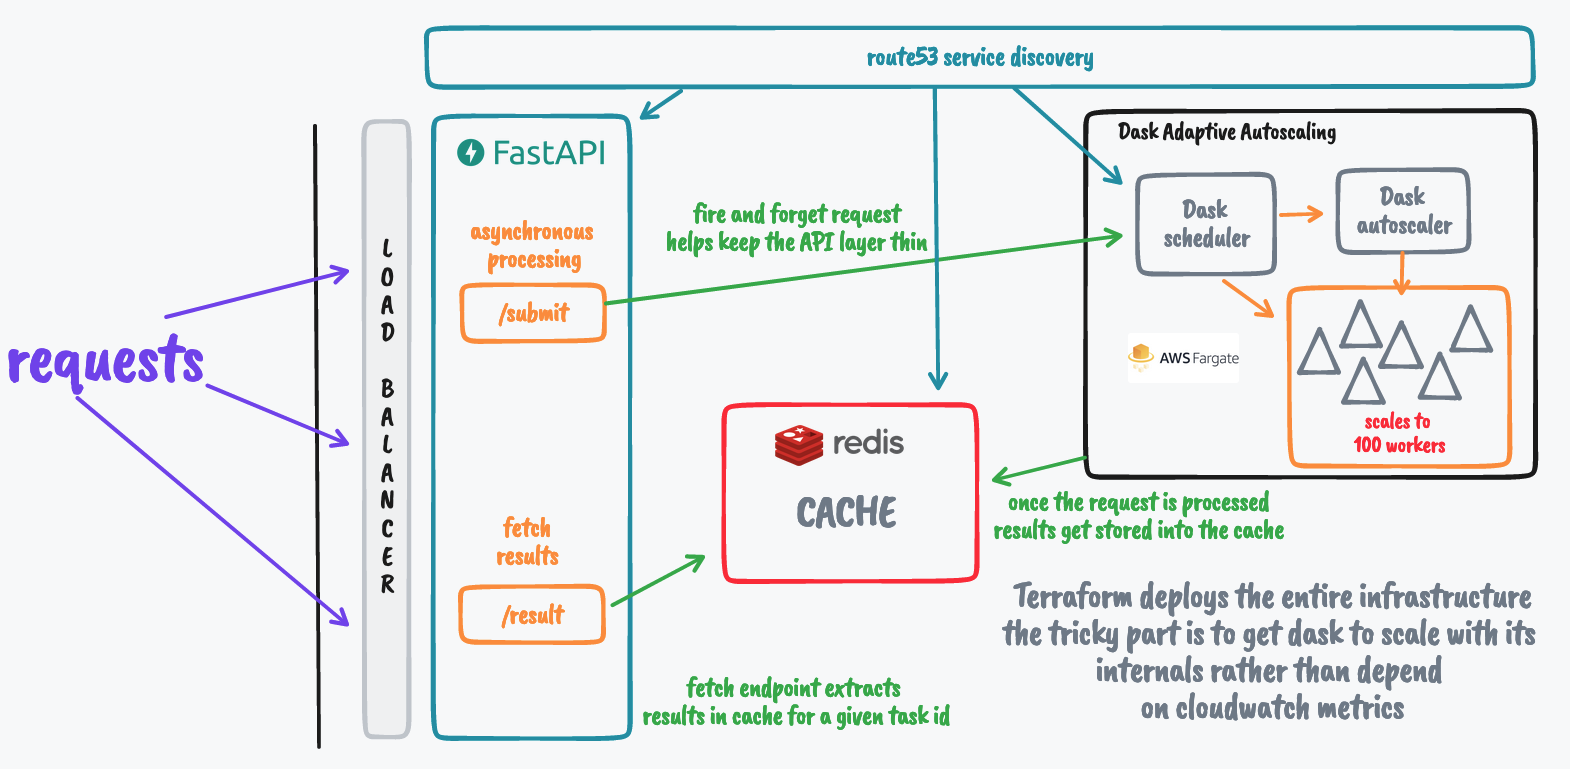 route53 service discovery
Dask Adaptive Autoscaling
FastAPI
asynchronous
processing
/submit
fire and forget request
helps keep the API layer thin
Dask
scheduler
Dask
autoscaler
LOAD BALANCER
requests
AWS Fargate
scales to
100 workers
redis
CACHE
once the request is processed
results get stored into the cache
fetch
results
/result
Terraform deploys the entire infrastructure
the tricky part is to get dask to scale with its
internals rather than depend
on cloudwatch metrics
fetch endpoint extracts
results in cache for a given task id